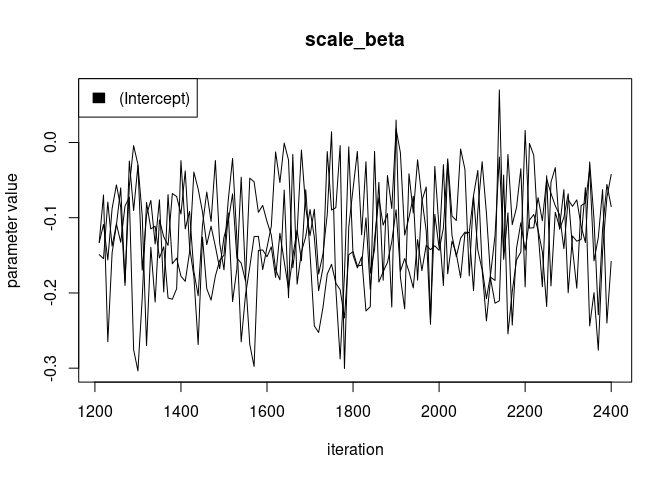 scale_beta
(Intercept)
parameter value
0.0
-0.1
-0.2
-0.3
1200 1400 1600 1800 2000 2200 2400
iteration